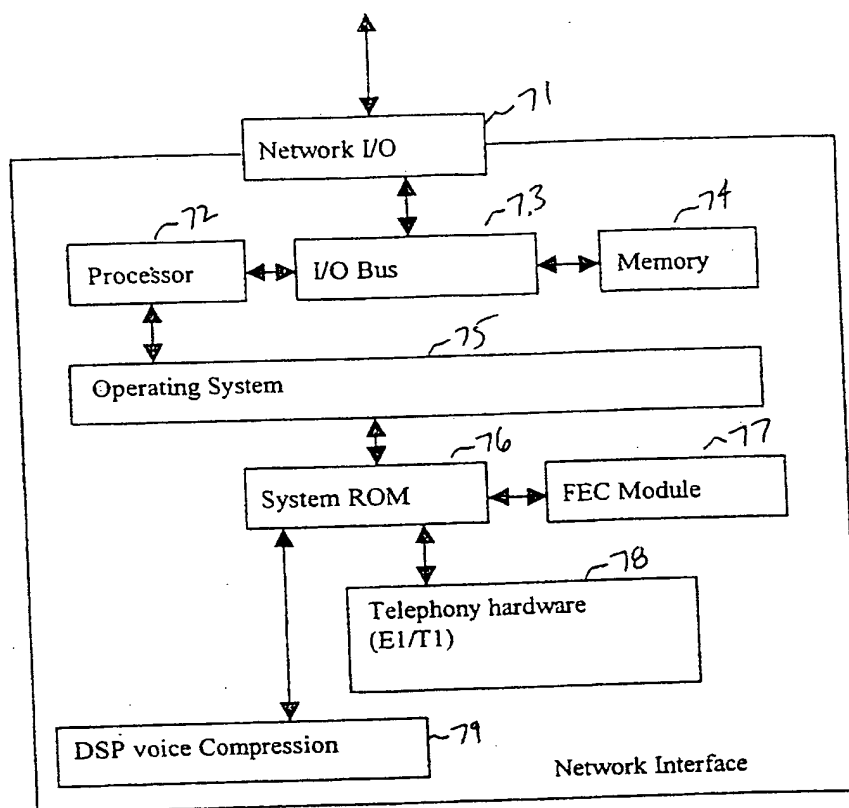 71
Network I/O
72
73
74
Processor
I/O Bus
Memory
75
Operating System
76
77
System ROM
FEC Module
78
Telephony hardware
(E1/T1)
DSP voice Compression
79
Network Interface